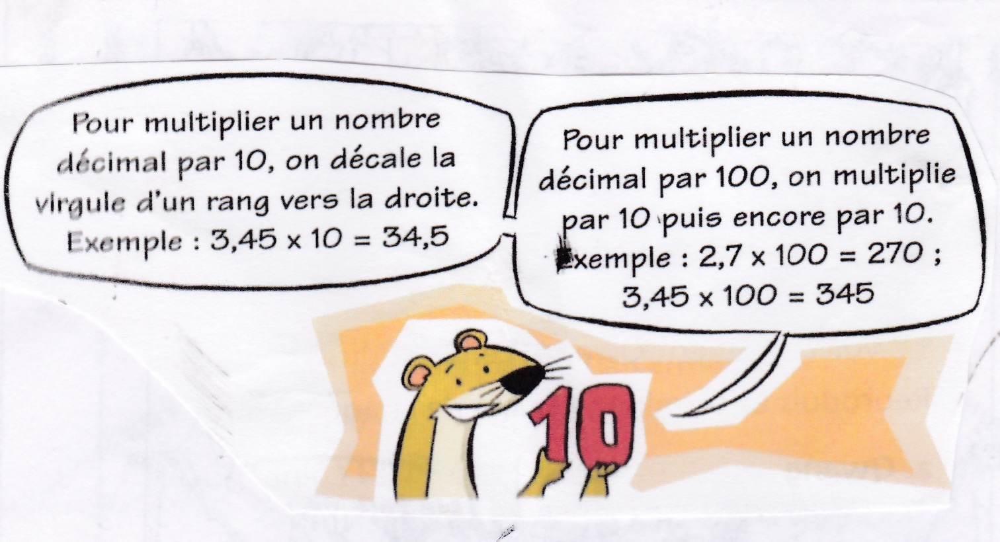 Pour multiplier un nombre
décimal par 10, on décale la
virgule d'un rang vers la droite.
Exemple : 3,45 x 10 = 34,5
Pour multiplier un nombre
décimal par 100, on multiplie
par 10 puis encore par 10.
Exemple : 2,7 x 100 = 270 ;
3,45 x 100 = 345
10